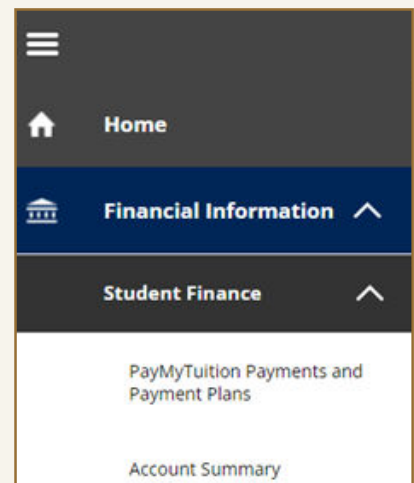 Home
Financial Information
Student Finance
PayMyTuition Payments and
Payment Plans
Account Summary